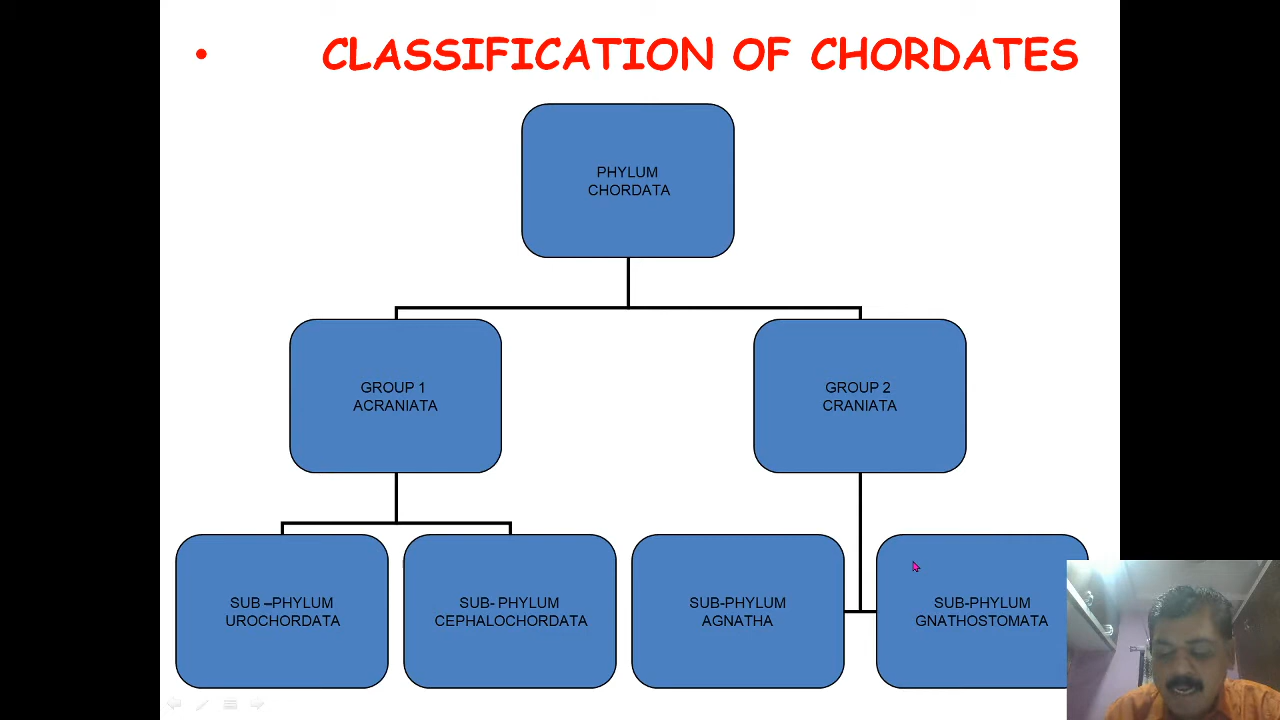 • CLASSIFICATION OF CHORDATES
PHYLUM
CHORDATA
GROUP 1
ACRANIATA
GROUP 2
CRANIATA
SUB –PHYLUM
UROCHORDATA
SUB- PHYLUM
CEPHALOCHORDATA
SUB-PHYLUM
AGNATHA
SUB-PHYLUM
GNATHOSTOMATA